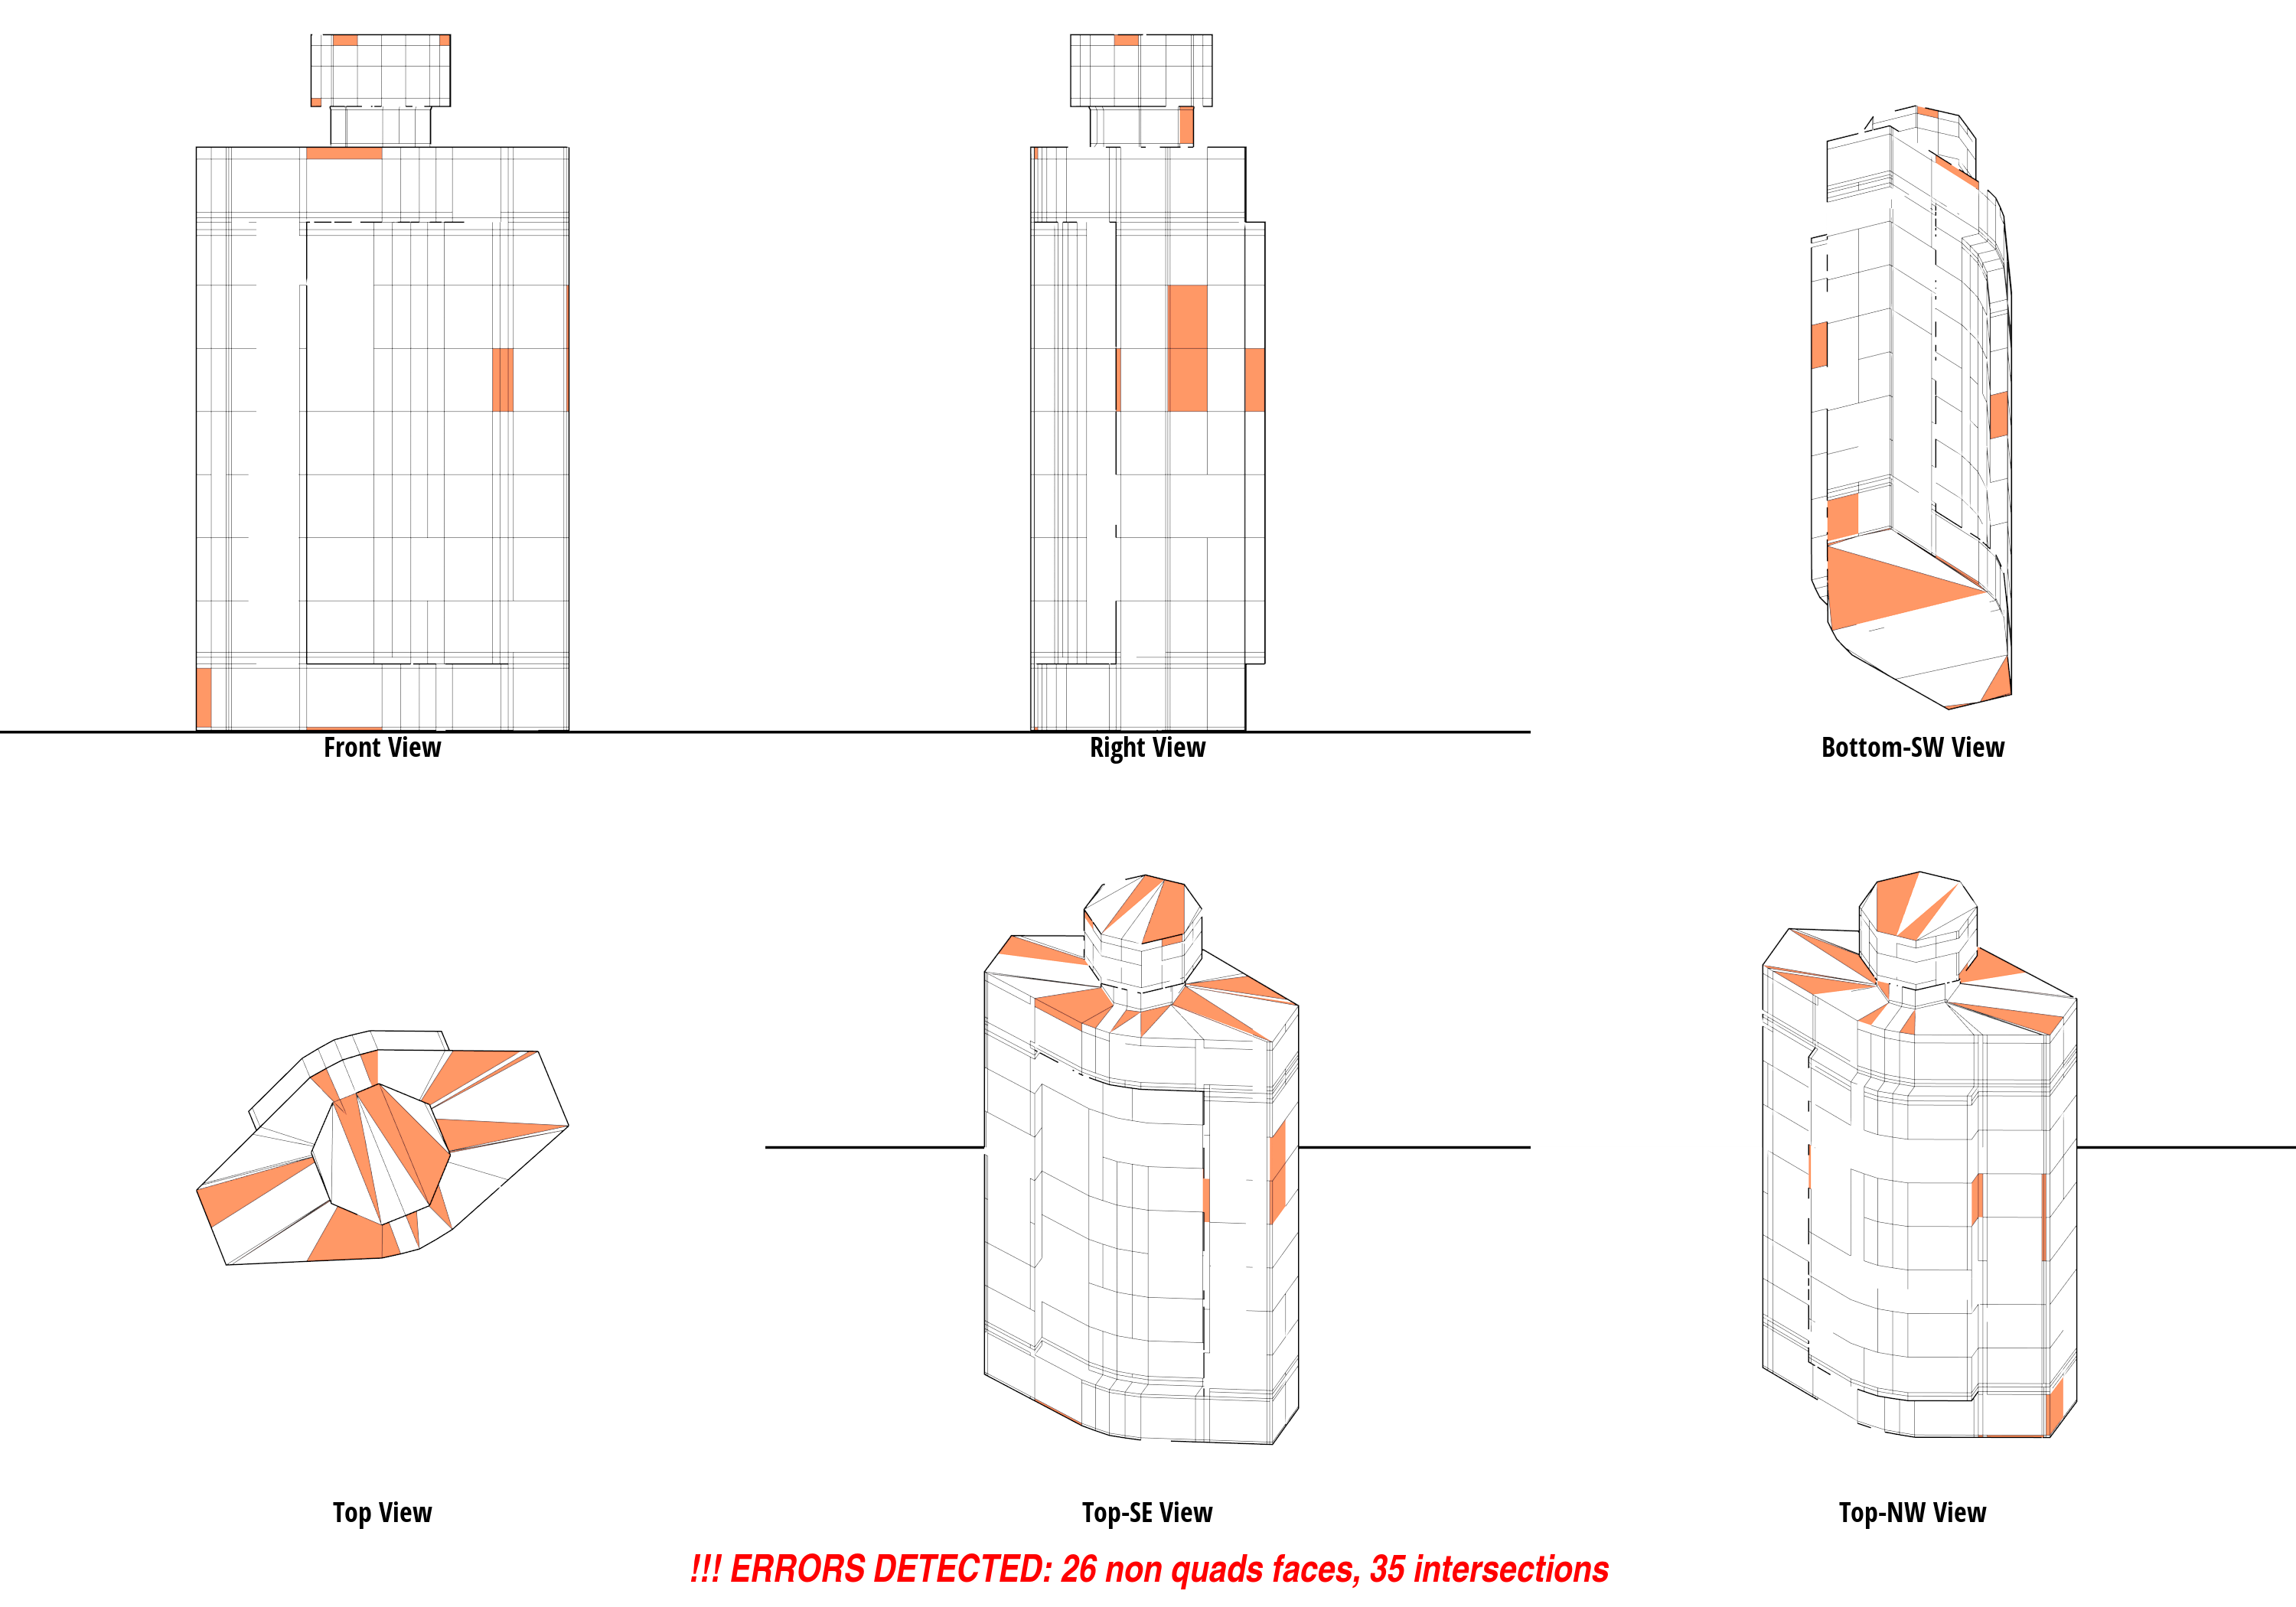 Front View
Right View
Bottom-SW View
Top View
Top-SE View
Top-NW View
!!! ERRORS DETECTED: 26 non quads faces, 35 intersections